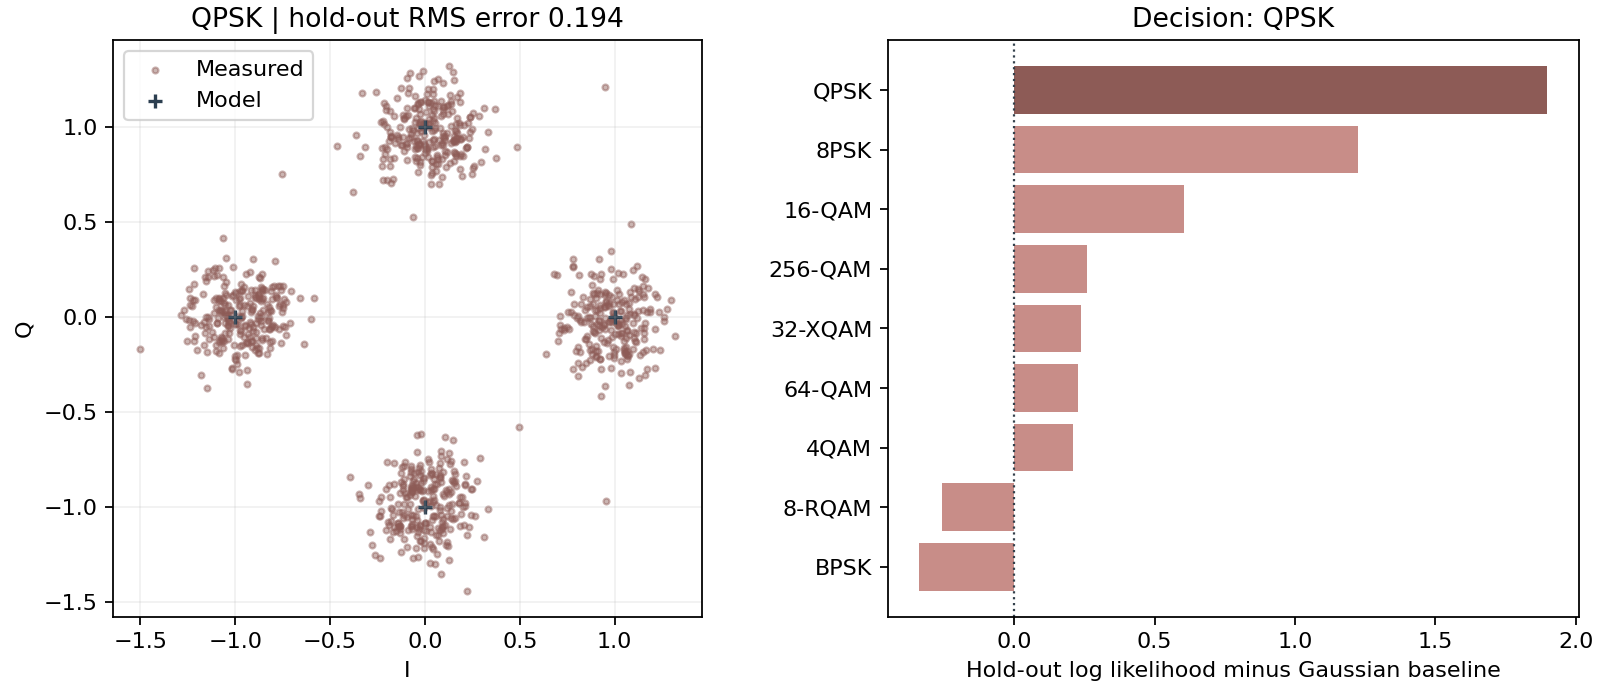 QPSK | hold-out RMS error 0.194
Measured
Model
1.0
0.5
0.0
−0.5
−1.0
−1.5
Q
−1.5
−1.0
−0.5
0.0
0.5
1.0
I
Decision: QPSK
QPSK
8PSK
16-QAM
256-QAM
32-XQAM
64-QAM
4QAM
8-RQAM
BPSK
0.0
0.5
1.0
1.5
2.0
Hold-out log likelihood minus Gaussian baseline